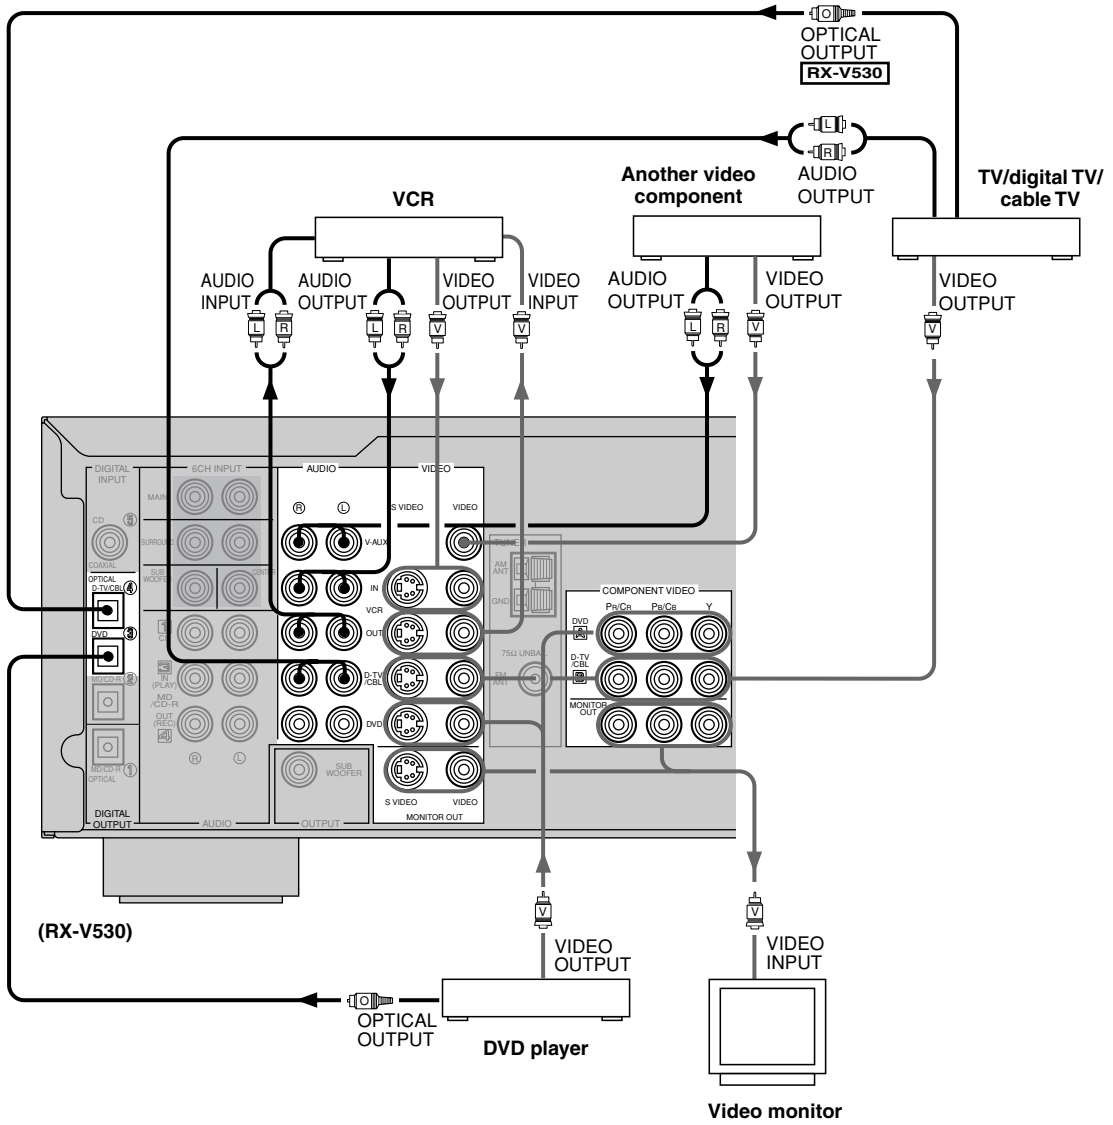 OPTICAL
OUTPUT
RX-V530
L
R
AUDIO
OUTPUT
TV/digital TV/
cable TV
Another video
component
VCR
AUDIO
INPUT
AUDIO
OUTPUT
VIDEO
OUTPUT
VIDEO
INPUT
AUDIO
OUTPUT
VIDEO
OUTPUT
VIDEO
OUTPUT
L R
L R
V
V
L R
V
V
DIGITAL
INPUT
6CH INPUT
AUDIO
VIDEO
MAIN
R L
S VIDEO
VIDEO
CD
5
COAXIAL
SURROUND
V-AUX
TUNER
AM
ANT
GND
SUB
WOOFER
CENTER
OPTICAL
D-TV/CBL
4
IN
VCR
OUT
DVD
3
1
CD
MD/CD-R
2
3
IN
(PLAY)
MD
/CD-R
OUT
(REC)
4
D-TV
/CBL
DVD
75Ω UNBAL.
FM
ANT
COMPONENT VIDEO
PR/CR
PB/CB
Y
DVD
D-TV
/CBL
MONITOR
OUT
MD/CD-R
1
OPTICAL
R
L
SUB
WOOFER
S VIDEO
VIDEO
DIGITAL
OUTPUT
AUDIO
OUTPUT
MONITOR OUT
(RX-V530)
V
VIDEO
OUTPUT
V
VIDEO
INPUT
O
OPTICAL
OUTPUT
DVD player
Video monitor